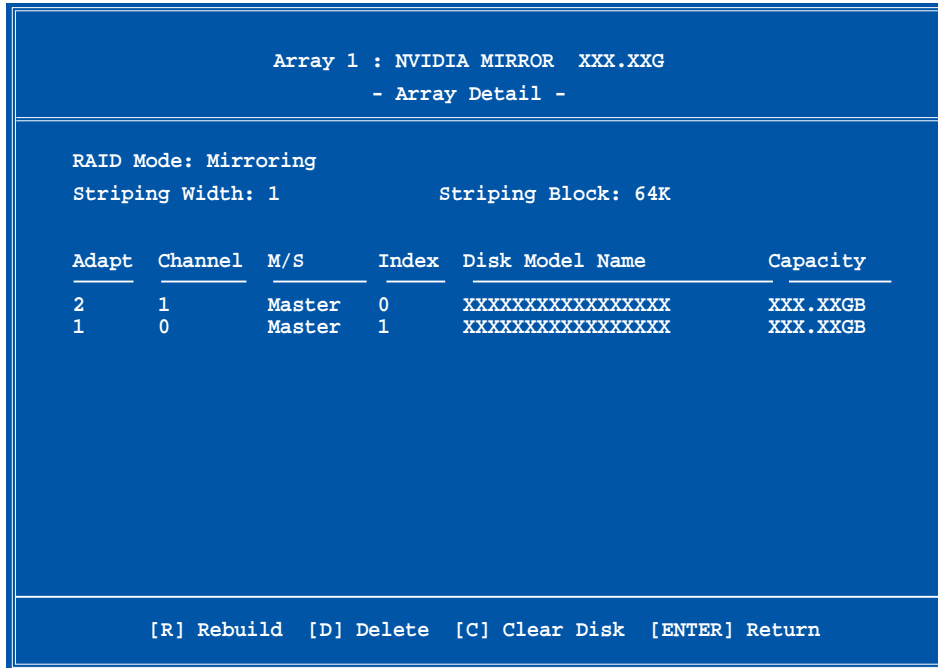 Array 1 : NVIDIA MIRROR XXX.XXG
- Array Detail -
RAID Mode: Mirroring
Striping Width: 1 Striping Block: 64K
Adapt Channel M/S Index Disk Model Name Capacity
2 1 Master 0 XXXXXXXXXXXXXXXXX XXX.XXGB
1 0 Master 1 XXXXXXXXXXXXXXXXX XXX.XXGB
[R] Rebuild [D] Delete [C] Clear Disk [ENTER] Return